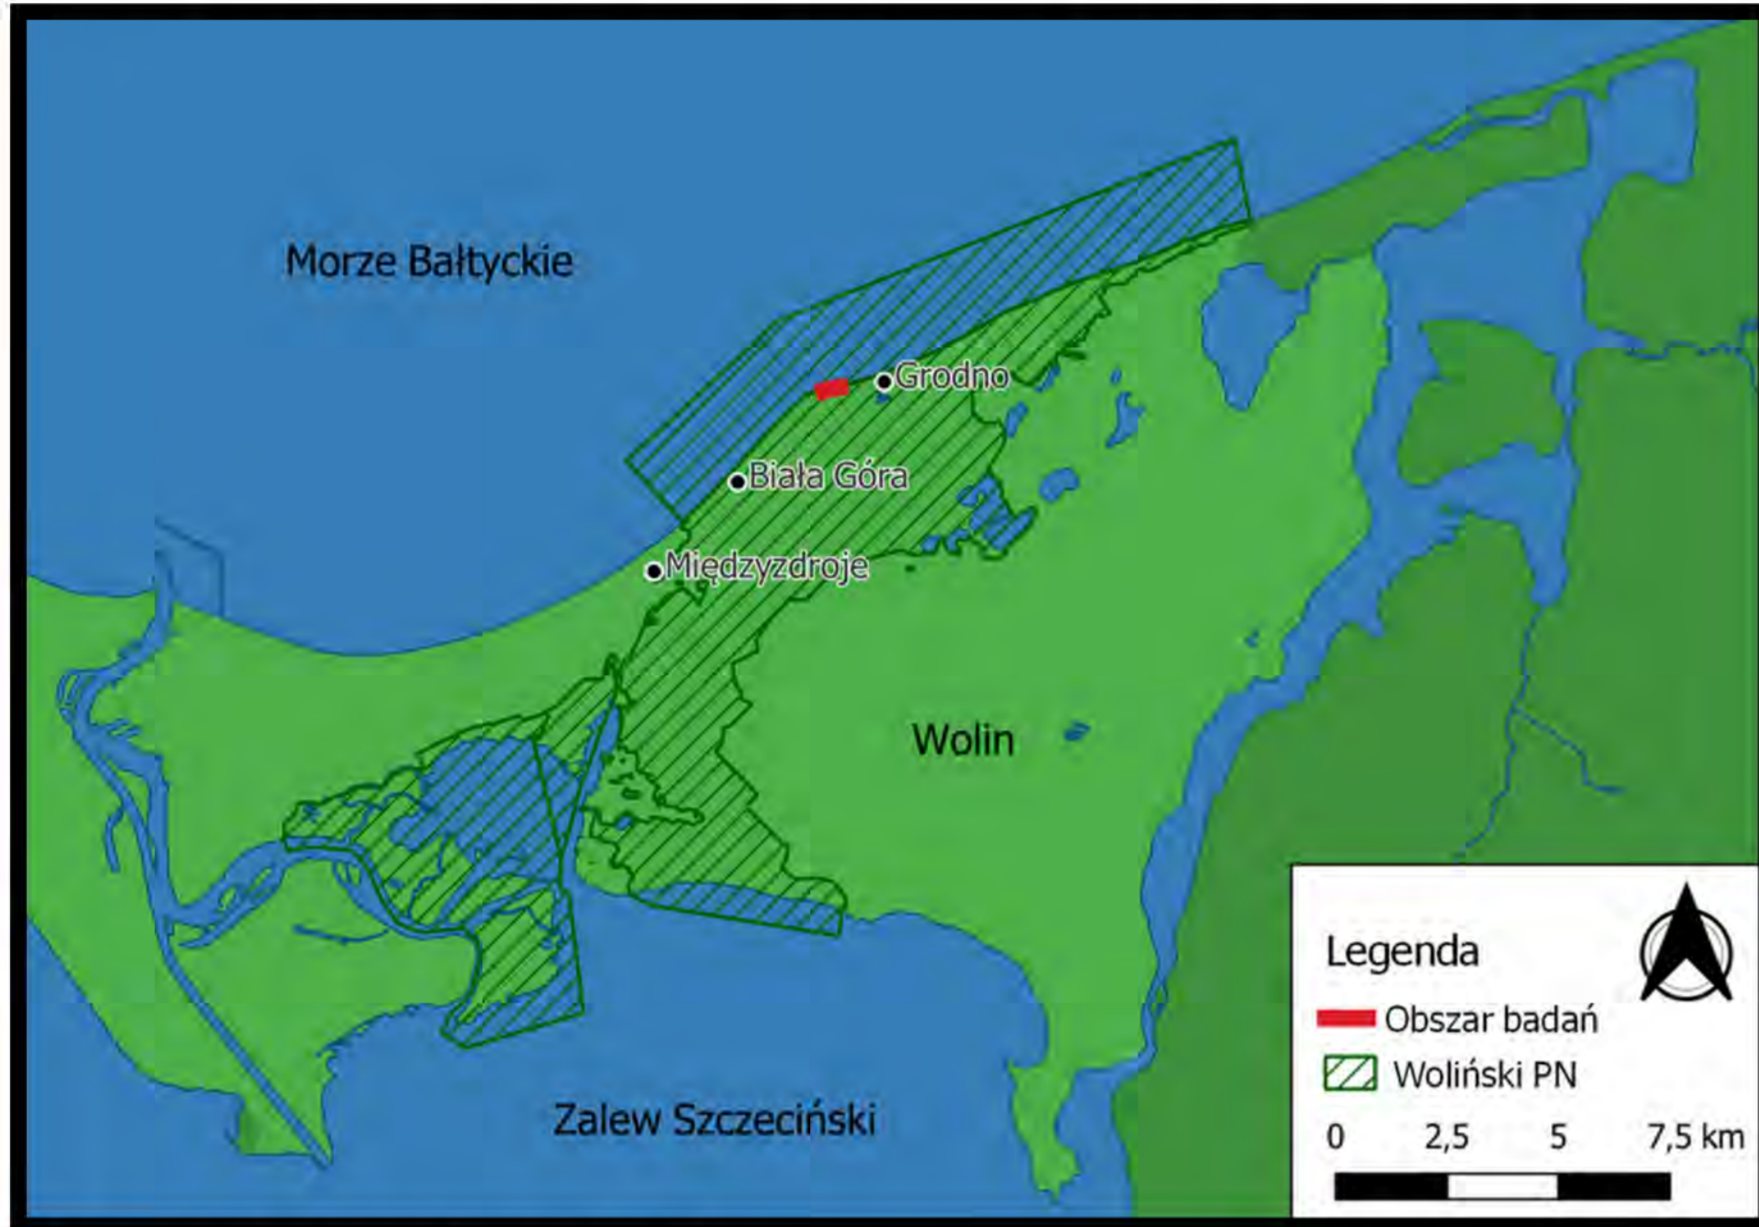 Morze Bałtyckie
Grodno
Biała Góra
Międzyzdroje
Wolin
Zalew Szczeciński
Legenda
Obszar badań
Woliński PN
0 2,5 5 7,5 km